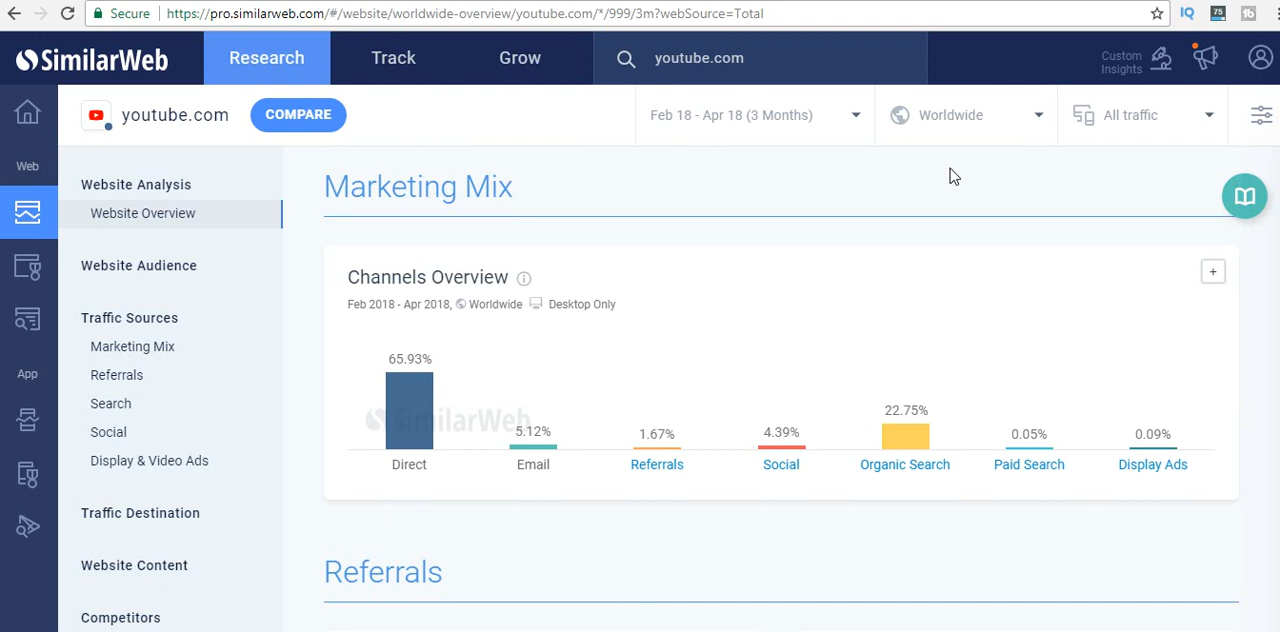 Secure
https://pro.similarweb.com/#/website/worldwide-overview/youtube.com/*/999/3m?webSource=Total
IQ 75 tb
SimilarWeb
Research
Track
Grow
youtube.com
Custom
Insights
youtube.com
COMPARE
Feb 18 - Apr 18 (3 Months)
Worldwide
All traffic
Web
App
Website Analysis
Website Overview
Website Audience
Traffic Sources
Marketing Mix
Referrals
Search
Social
Display & Video Ads
Traffic Destination
Website Content
Competitors
Marketing Mix
Channels Overview
+
Feb 2018 - Apr 2018, Worldwide Desktop Only
SimilarWeb
65.93% 5.12% 1.67% 4.39% 22.75% 0.05% 0.09%
Direct Email Referrals Social Organic Search Paid Search Display Ads
Referrals